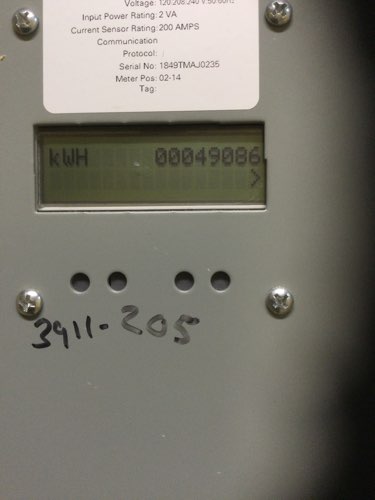 Voltage: 120.208.240 V.50-60Hz
Input Power Rating: 2 VA
Current Sensor Rating: 200 AMPS
Communication
Protocol:
Serial No: 1849TMAJ0235
Meter Pos: 02-14
Tag:
kWH 00049086
>
3911-205